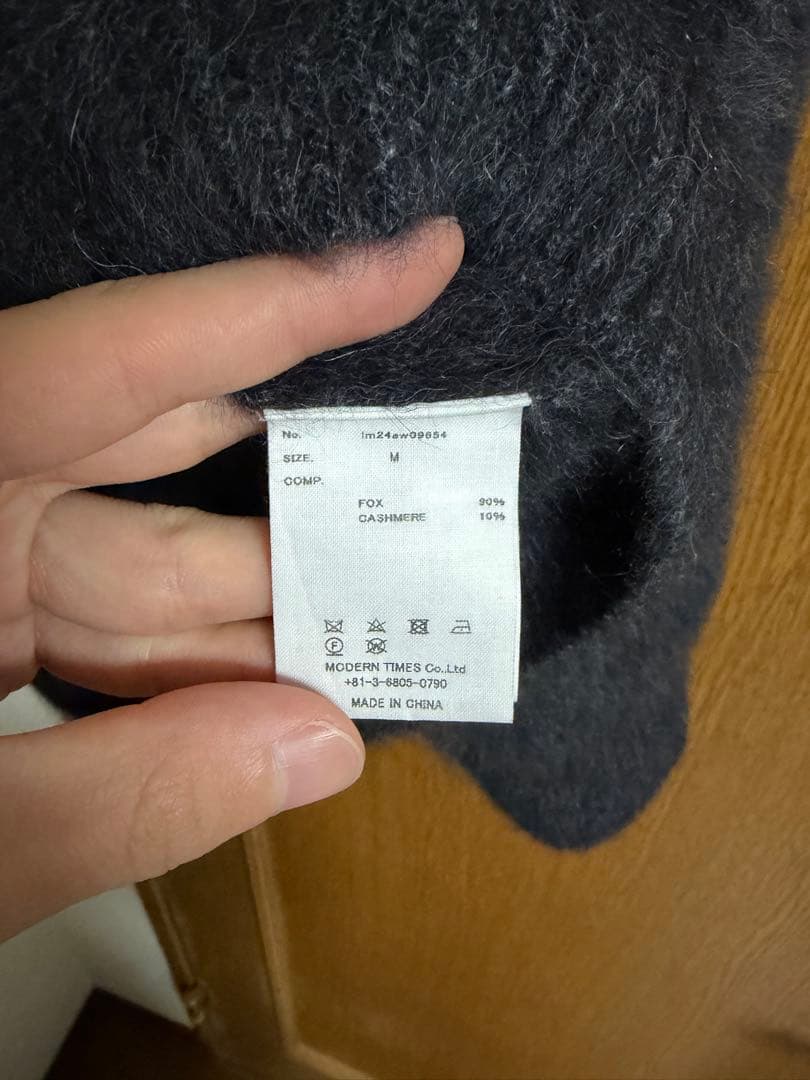 No. lm24aw09654
SIZE. M
COMP.
FOX 90%
CASHMERE 10%
F
W
MODERN TIMES Co.,Ltd
+81-3-6805-0790
MADE IN CHINA